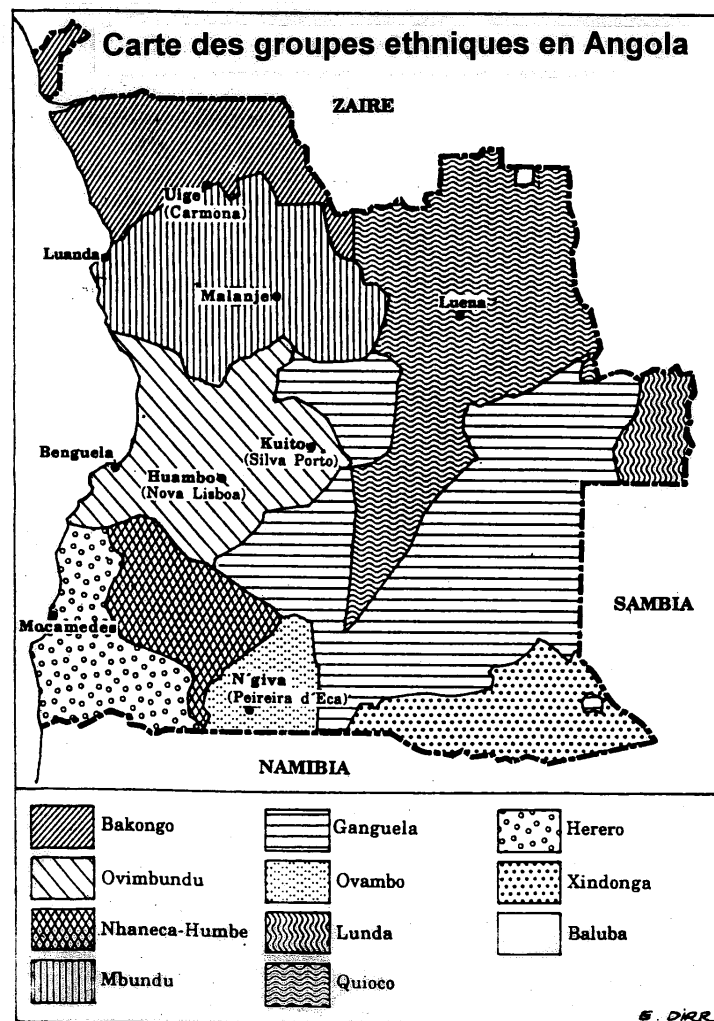 Carte des groupes ethniques en Angola
ZAIRE
Uige
(Carmona)
Luanda
Malanje
Luena
Kuito
(Silva Porto)
Benguela
Huambo
(Nova Lisboa)
SAMBIA
Mocamedes
N'giva
(Peireira d'Eca)
NAMIBIA
Bakongo
Ovimbundu
Nhaneca-Humbe
M'bundu
Ganguela
Ovambo
Lunda
Quioco
Herero
Xindonga
Baluba
E. DIRR